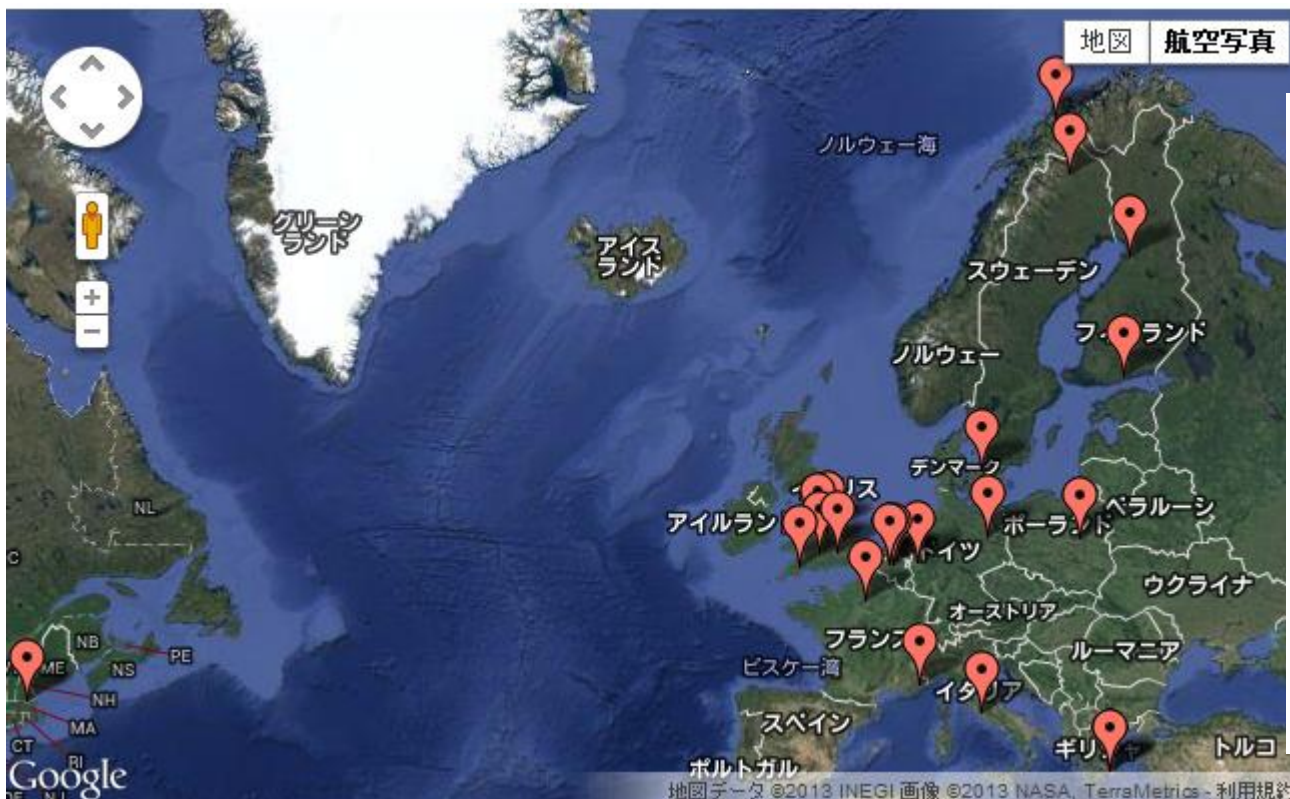 地図
航空写真
ノルウェー海
グリーン
ランド
アイス
ランド
スウェーデン
ノルウェー
デンマーク
アイルラン
NL
ベラルーシ
ウクライナ
オーストリア
ルーマニア
フランス
ビスケー湾
スペイン
ポルトガル
トルコ
NB
PE
ME
NS
NH
MA
CT
RI
Google
地図データ ©2013 INEGI 画像 ©2013 NASA, TerraMetrics - 利用規約